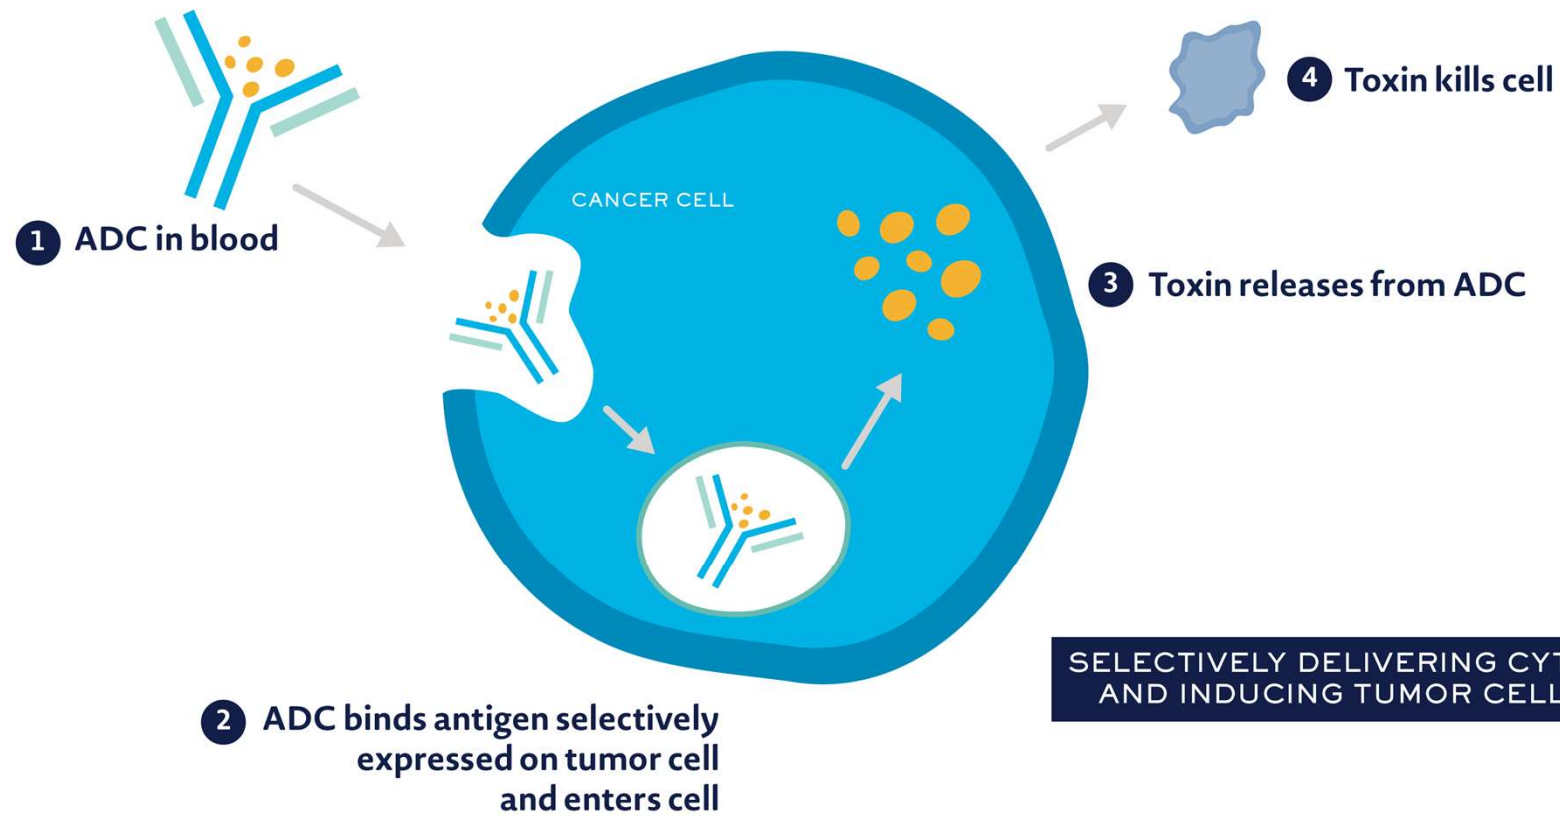 1 ADC in blood
CANCER CELL
4 Toxin kills cell
3 Toxin releases from ADC
2 ADC binds antigen selectively
expressed on tumor cell
and enters cell
SELECTIVELY DELIVERING
AND INDUCING TUMOR CELL